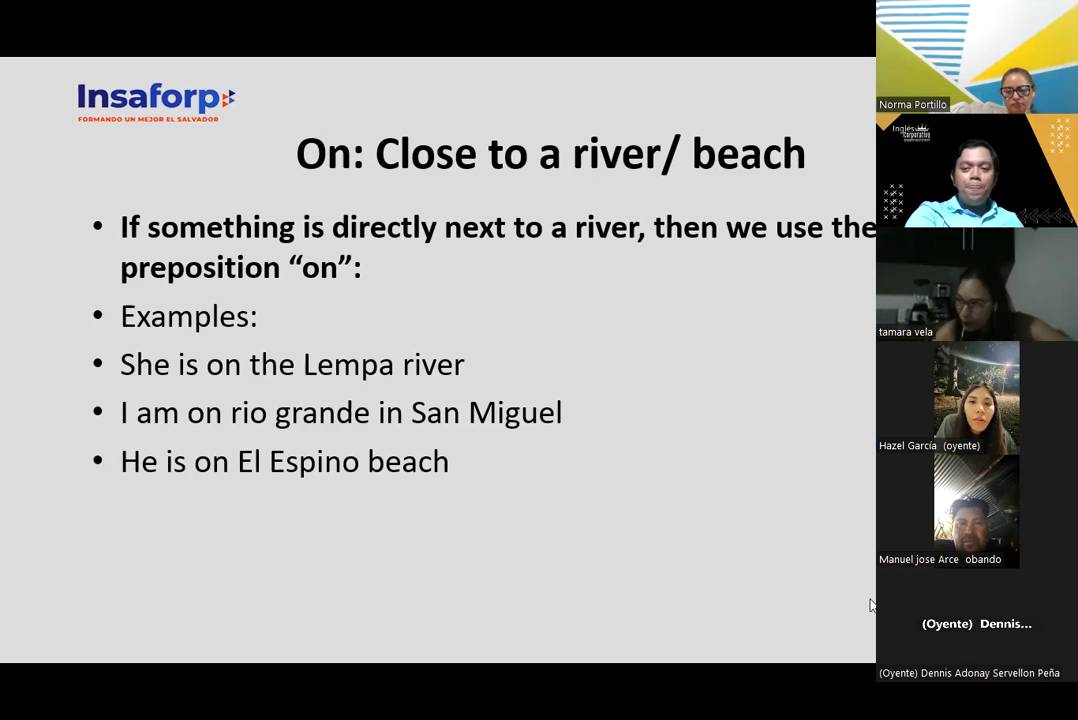 Insaforp
FORMANDO UN MEJOR EL SALVADOR
On: Close to a river/ beach
• If something is directly next to a river, then we use the
preposition “on”:
• Examples:
• She is on the Lempa river
• I am on rio grande in San Miguel
• He is on El Espino beach
Norma Portillo
Inglés
Corporativo
tamara vela
Hazel García (oyente)
Manuel jose Arce obando
(Oyente) Dennis...
(Oyente) Dennis Adonay Servellon Peña